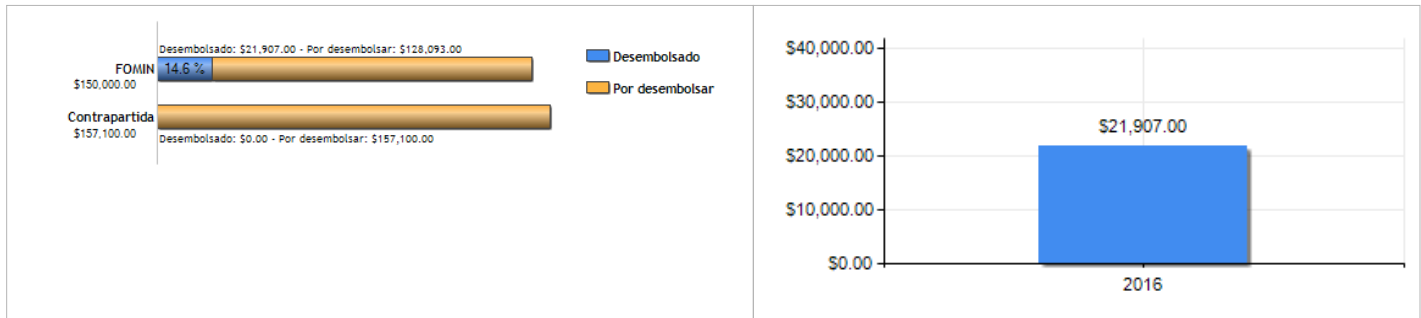 Desembolsado: $21,907.00 - Por desembolsar: $128,093.00
FOMIN
14.6 %
$150,000.00
Contrapartida
$157,100.00
Desembolsado: $0.00 - Por desembolsar: $157,100.00
Desembolsado
Por desembolsar
$40,000.00
$30,000.00
$21,907.00
$20,000.00
$10,000.00
$0.00
2016